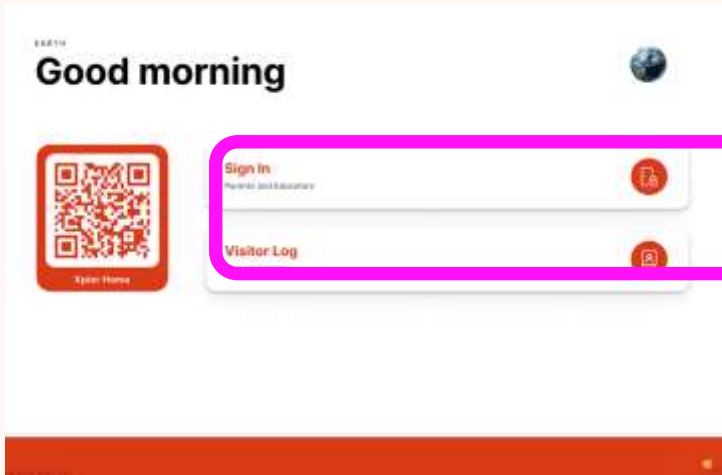 EARTH
Good morning
Sign In
Parents and Educators
Visitor Log
Xplor Home